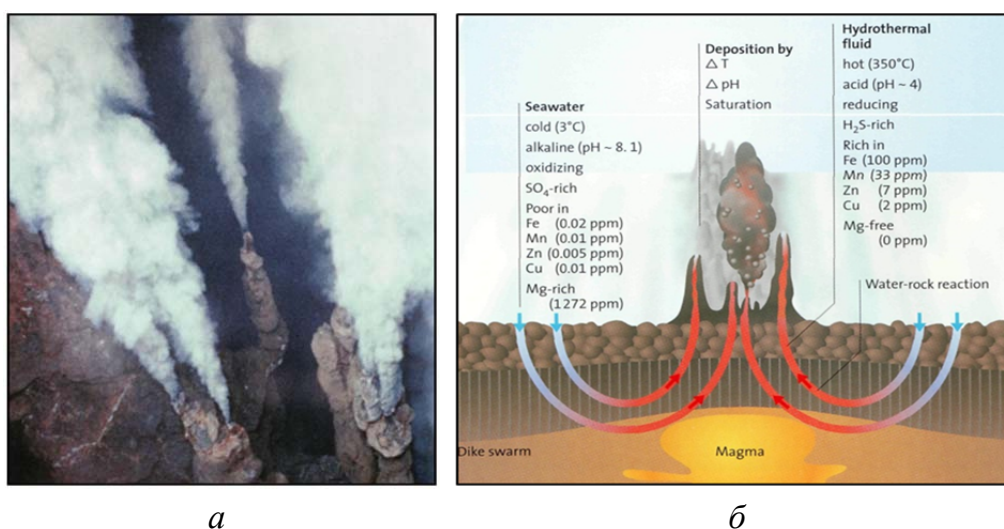 Seawater
cold (3°C)
alkaline (pH ~ 8. 1)
oxidizing
SO₄-rich
Poor in
Fe (0.02 ppm)
Mn (0.01 ppm)
Zn (0.005 ppm)
Cu (0.01 ppm)
Mg-rich
(1272 ppm)
Deposition by
△ T
△ pH
Saturation
Hydrothermal
fluid
hot (350°C)
acid (pH ~ 4)
reducing
H₂S-rich
Rich in
Fe (100 ppm)
Mn (33 ppm)
Zn (7 ppm)
Cu (2 ppm)
Mg-free
(0 ppm)
Water-rock reaction
Dike swarm
Magma
а
б